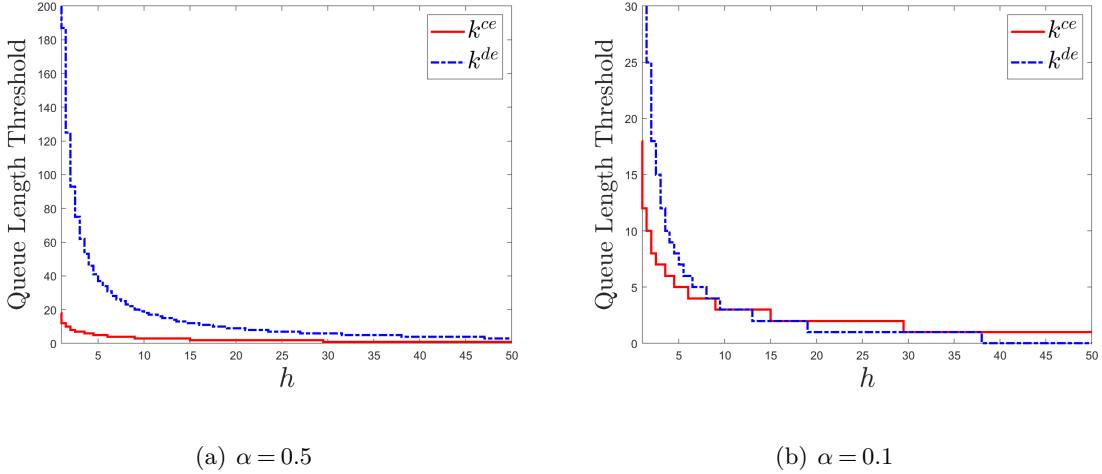 Queue Length Threshold
200
180
160
140
120
100
80
60
40
20
0
5 10 15 20 25 30 35 40 45 50
h
k^{ce}
k^{de}
(a) α = 0.5
Queue Length Threshold
30
25
20
15
10
5
0
5 10 15 20 25 30 35 40 45 50
h
k^{ce}
k^{de}
(b) α = 0.1